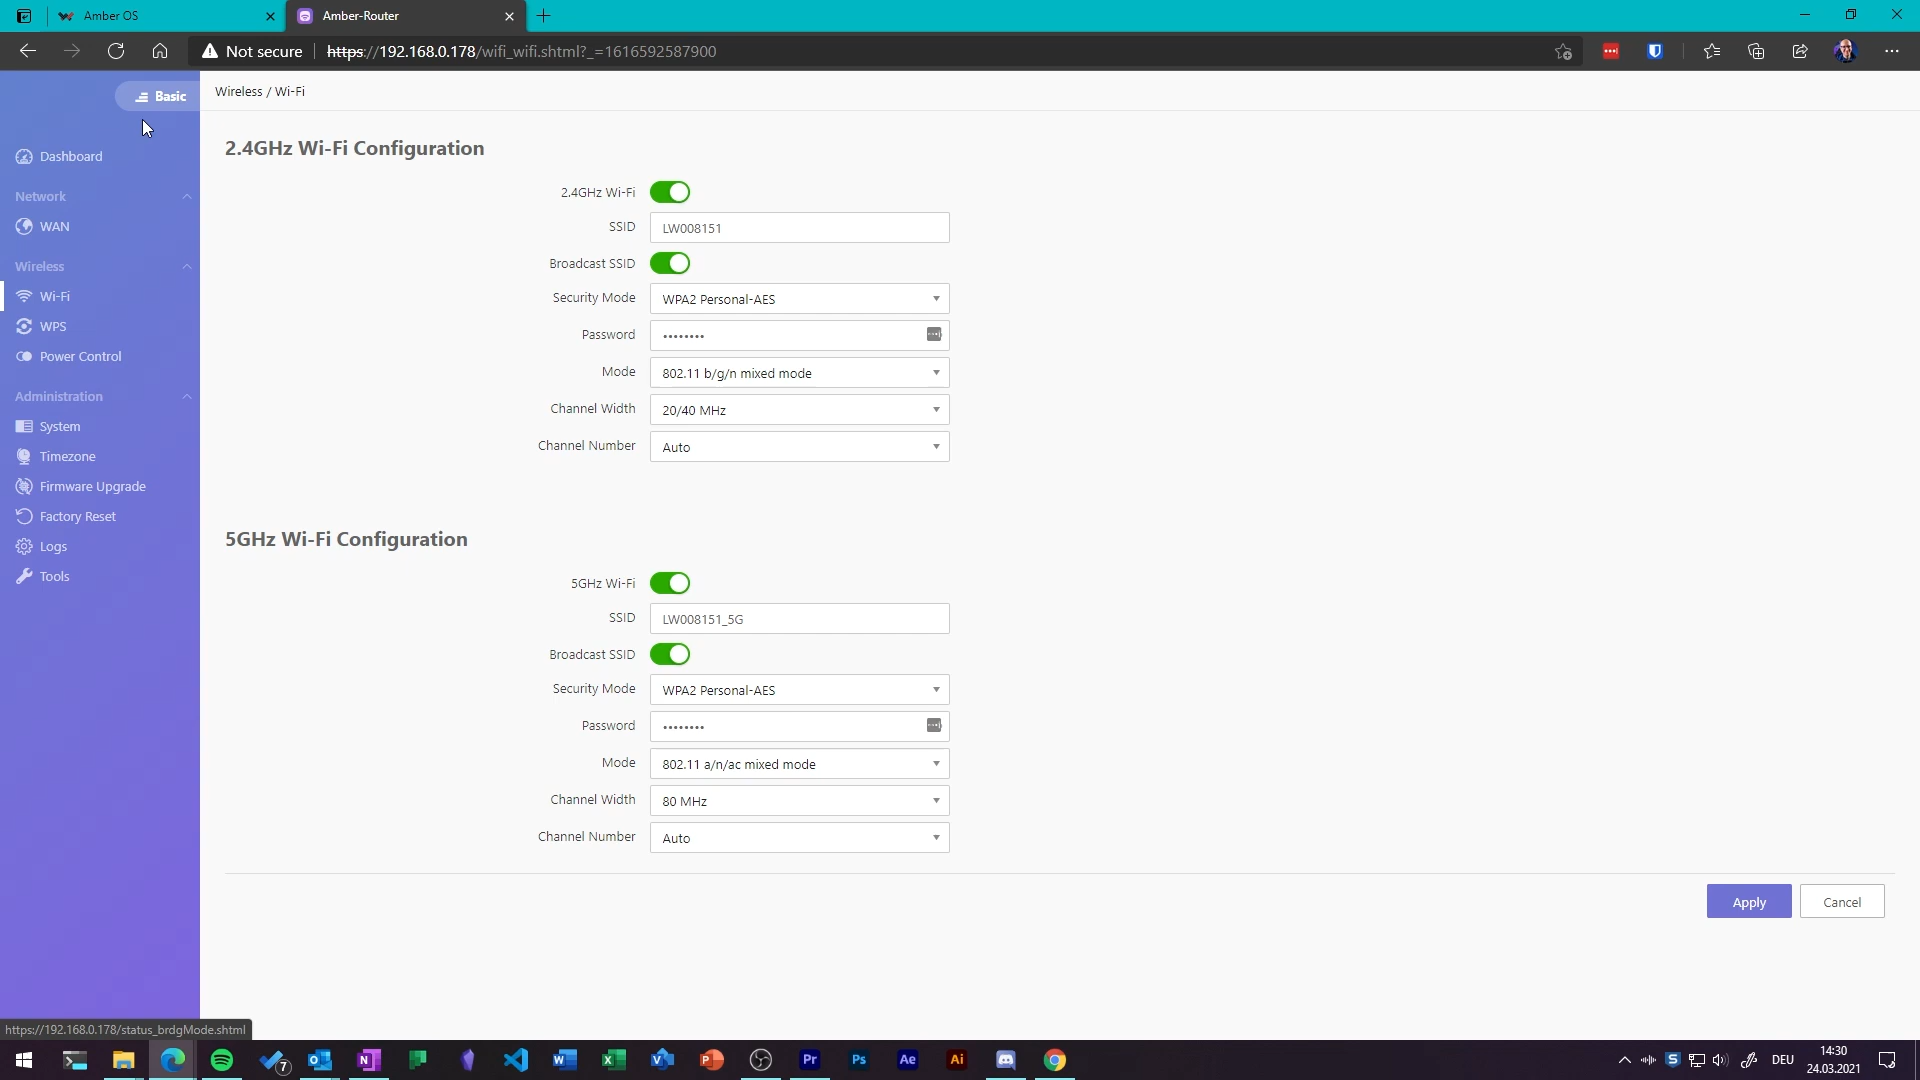 Amber OS
Amber-Router
Not secure
https://192.168.0.178/wifi_wifi.shtml?_=1616592587900
Basic
Wireless / Wi-Fi
Dashboard
Network
WAN
Wireless
Wi-Fi
WPS
Power Control
Administration
System
Timezone
Firmware Upgrade
Factory Reset
Logs
Tools
2.4GHz Wi-Fi Configuration
2.4GHz Wi-Fi
SSID
LW008151
Broadcast SSID
Security Mode
WPA2 Personal-AES
Password
••••••••
Mode
802.11 b/g/n mixed mode
Channel Width
20/40 MHz
Channel Number
Auto
5GHz Wi-Fi Configuration
5GHz Wi-Fi
SSID
LW008151_5G
Broadcast SSID
Security Mode
WPA2 Personal-AES
Password
••••••••
Mode
802.11 a/n/ac mixed mode
Channel Width
80 MHz
Channel Number
Auto
Apply
Cancel
https://192.168.0.178/status_brdgMode.shtml
7
N
W
X
V
P
Pr
Ps
Ae
Ai
S
DEU
14:30
24.03.2021